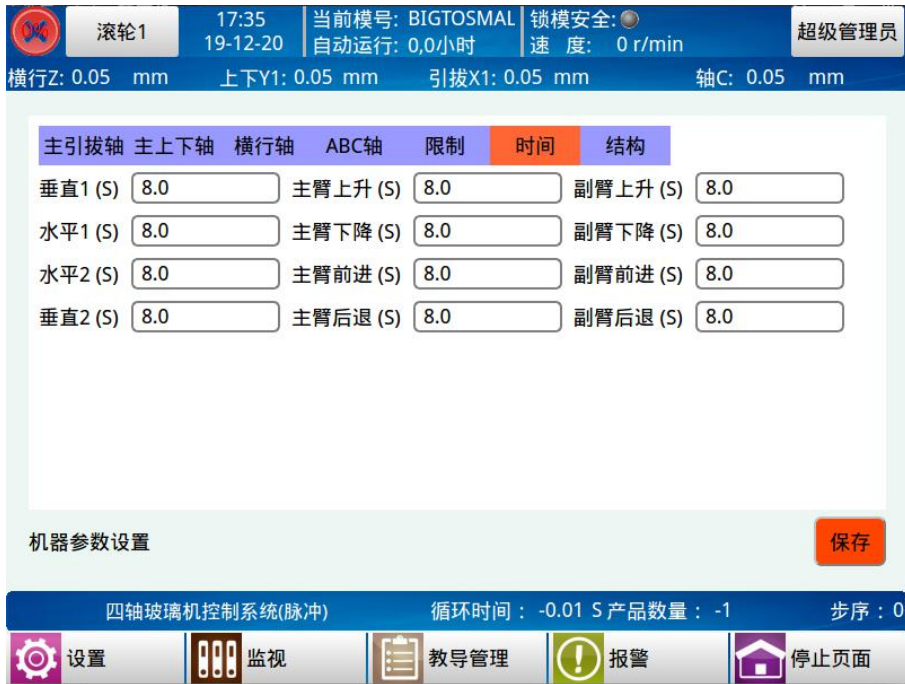 滚轮1
17:35
19-12-20
当前模号: BIGTOSMAL
自动运行: 0,0小时
锁模安全:
速 度: 0 r/min
超级管理员
横行Z: 0.05 mm 上下Y1: 0.05 mm 引拔X1: 0.05 mm 轴C: 0.05 mm
主引拔轴 主上下轴 横行轴 ABC轴 限制 时间 结构
垂直1 (S) 8.0 主臂上升 (S) 8.0 副臂上升 (S) 8.0
水平1 (S) 8.0 主臂下降 (S) 8.0 副臂下降 (S) 8.0
水平2 (S) 8.0 主臂前进 (S) 8.0 副臂前进 (S) 8.0
垂直2 (S) 8.0 主臂后退 (S) 8.0 副臂后退 (S) 8.0
机器参数设置 保存
四轴玻璃机控制系统(脉冲) 循环时间： -0.01 S 产品数量： -1 步序：0
设置 监视 教导管理 报警 停止页面